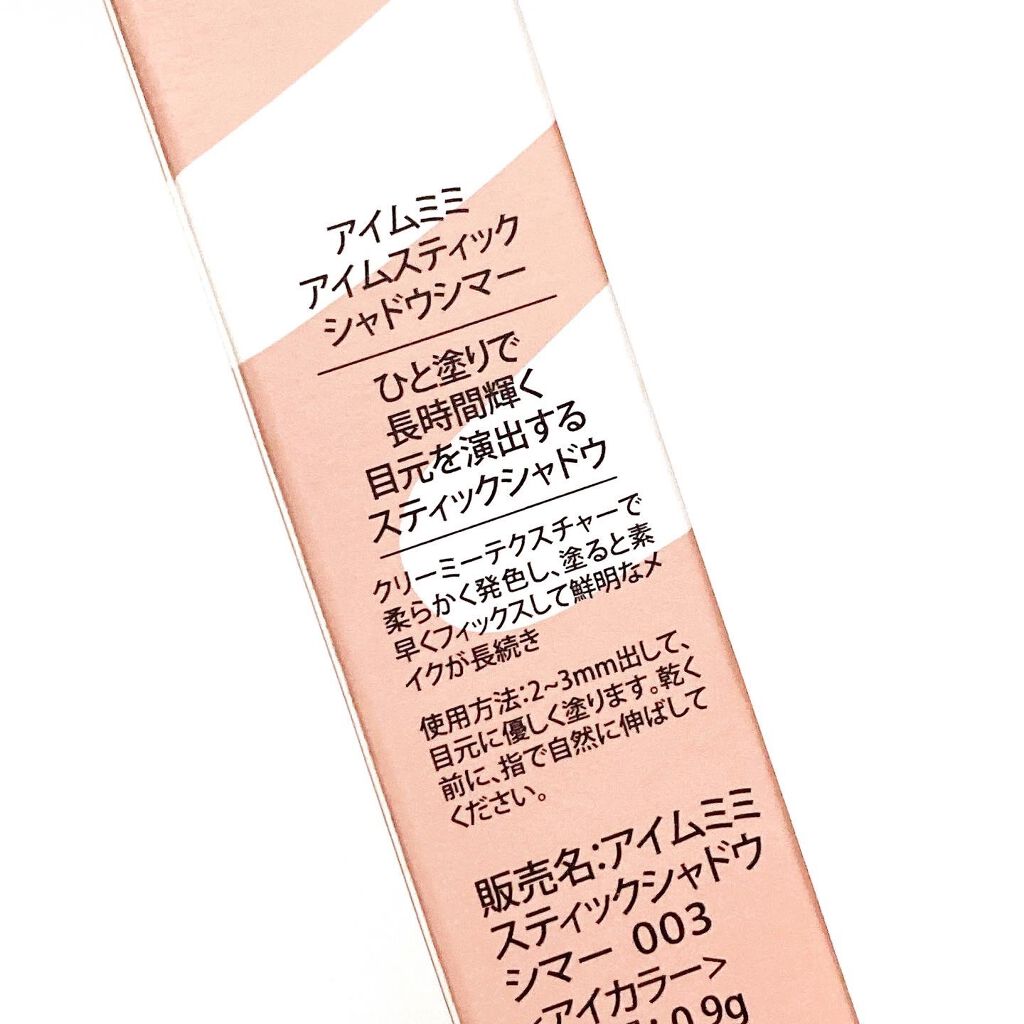 アイムミミ
アイムスティック
シャドウシマー
ひと塗りで
長時間輝く
目元を演出する
スティックシャドウ
クリーミーテクスチャーで
柔らかく発色し、塗ると素
早くフィックスして鮮明なメ
イクが長続き
使用方法:2~3mm出して、
目元に優しく塗ります。乾く
前に、指で自然に伸ばして
ください。
販売名:アイムミミ
スティックシャドウ
シマー 003
<アイカラー>
0.9g